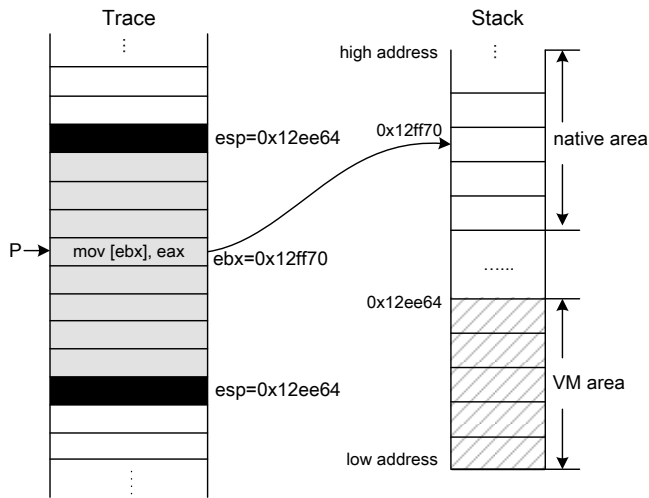 Trace
Stack
high address
esp=0x12ee64
0x12ff70
native area
P
mov [ebx], eax
ebx=0x12ff70
......
0x12ee64
esp=0x12ee64
VM area
low address